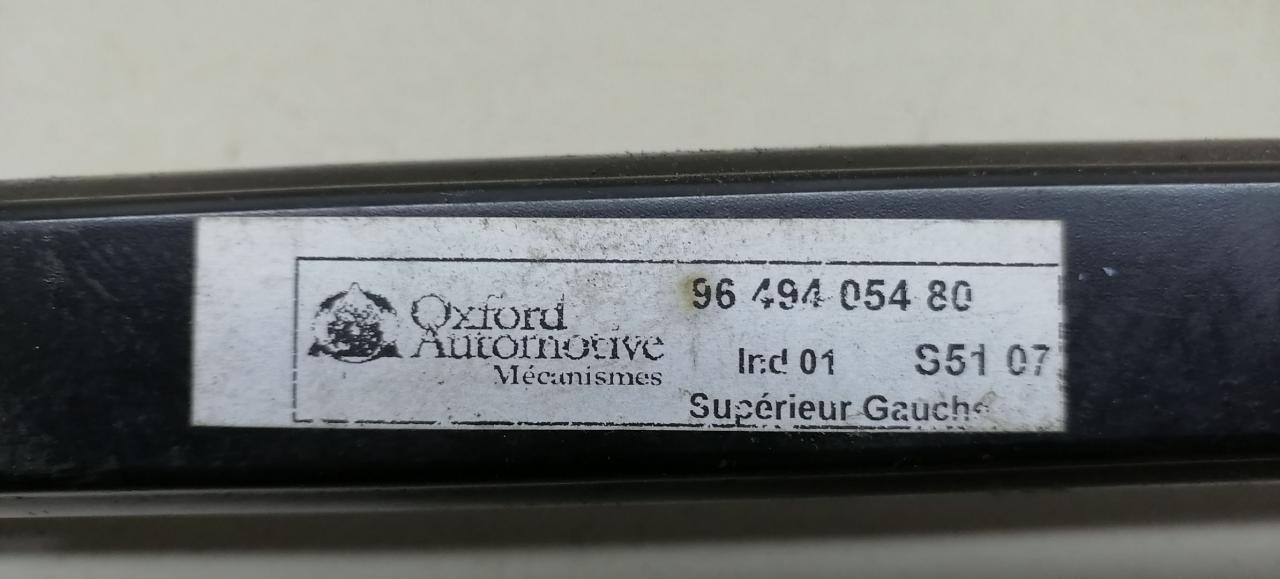 Oxford
Automotive
Mécanismes
96 494 054 80
Ind 01 S51 07
Supérieur Gauche